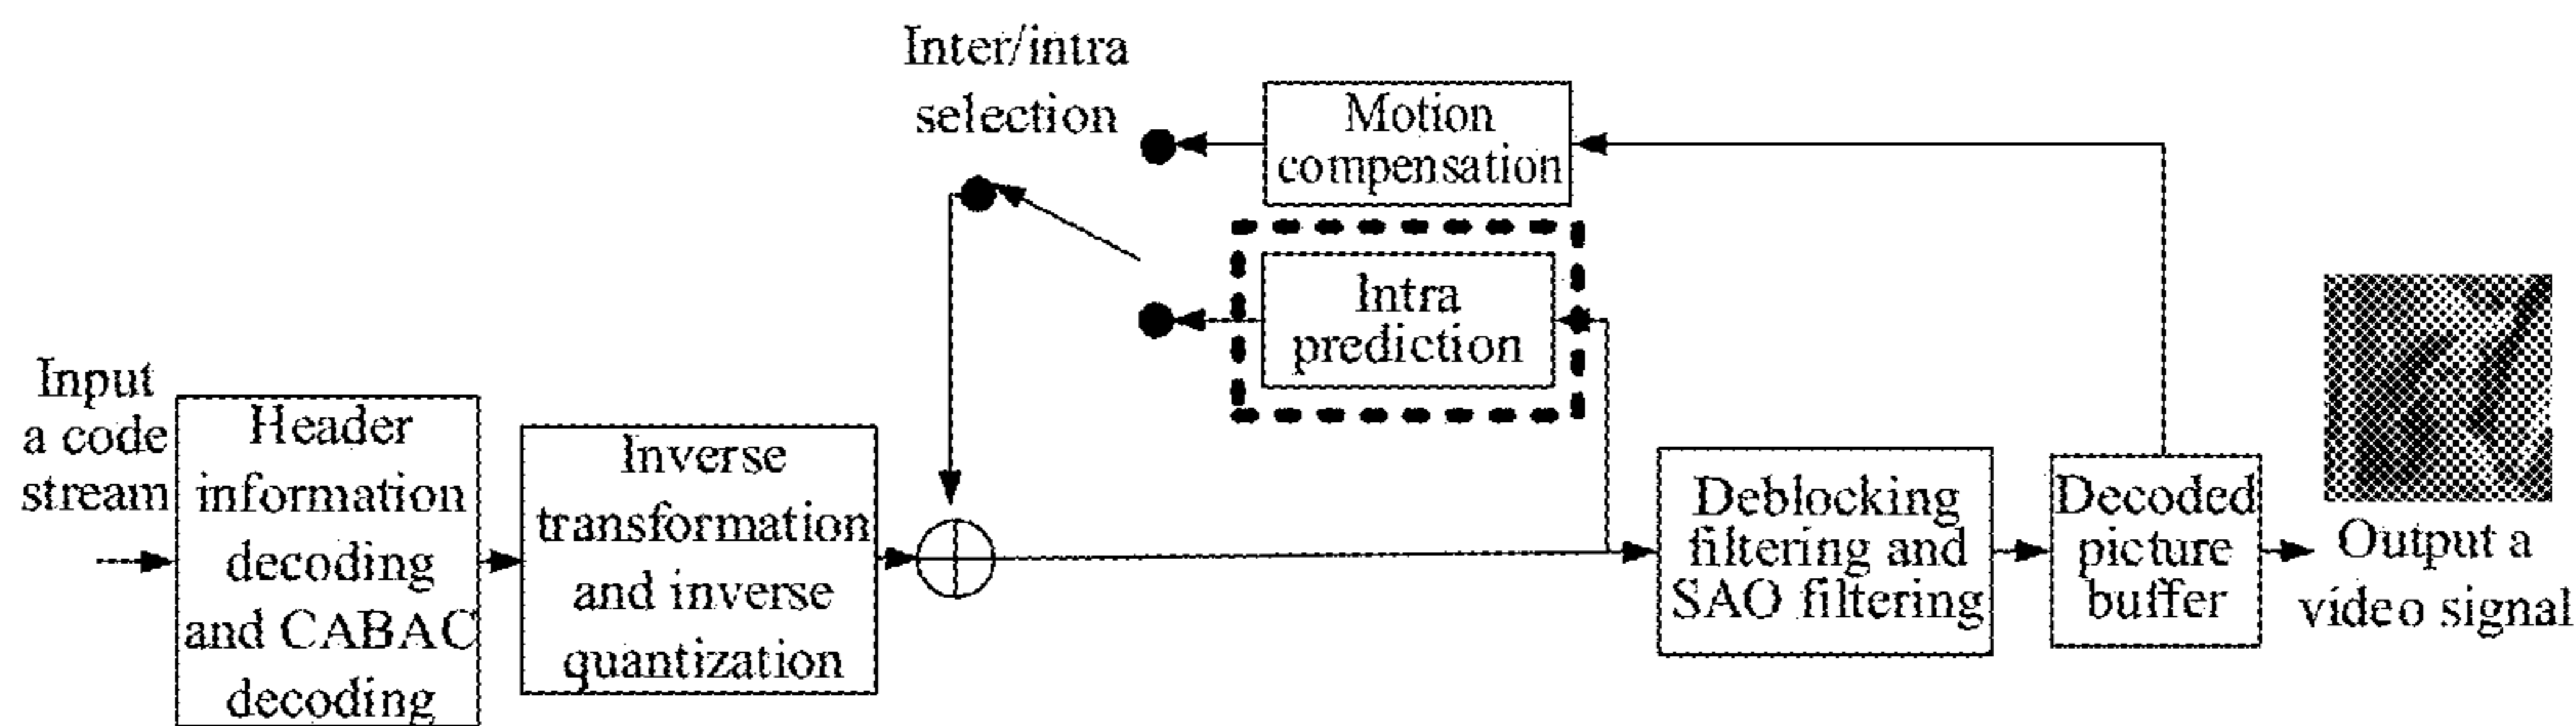 Inter/intra
selection
Motion
compensation
Intra
prediction
Input
a code
stream
Header
information
decoding
and CABAC
decoding
Inverse
transformation
and inverse
quantization
Deblocking
filtering and
SAO filtering
Decoded
picture
buffer
Output a
video signal